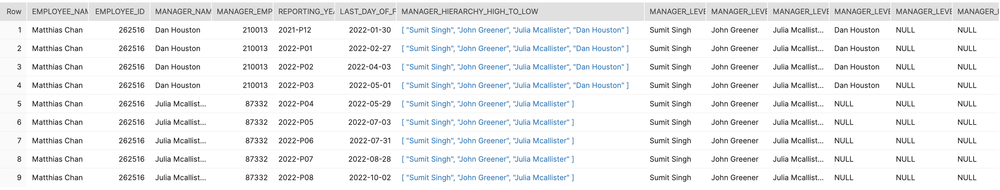 Row EMPLOYEE_NAM EMPLOYEE_ID MANAGER_NAM MANAGER_EMP REPORTING_YEA LAST_DAY_OF_F MANAGER_HIERARCHY_HIGH_TO_LOW MANAGER_LEVE MANAGER_LEVE MANAGER_LEVE MANAGER_LEVE MANAGER_LEVE MANAGER_L
1 Matthias Chan 262516 Dan Houston 210013 2021-P12 2022-01-30 [ "Sumit Singh", "John Greener", "Julia Mcallister", "Dan Houston" ] Sumit Singh John Greener Julia Mcallist... Dan Houston NULL NULL
2 Matthias Chan 262516 Dan Houston 210013 2022-P01 2022-02-27 [ "Sumit Singh", "John Greener", "Julia Mcallister", "Dan Houston" ] Sumit Singh John Greener Julia Mcallist... Dan Houston NULL NULL
3 Matthias Chan 262516 Dan Houston 210013 2022-P02 2022-04-03 [ "Sumit Singh", "John Greener", "Julia Mcallister", "Dan Houston" ] Sumit Singh John Greener Julia Mcallist... Dan Houston NULL NULL
4 Matthias Chan 262516 Dan Houston 210013 2022-P03 2022-05-01 [ "Sumit Singh", "John Greener", "Julia Mcallister", "Dan Houston" ] Sumit Singh John Greener Julia Mcallist... Dan Houston NULL NULL
5 Matthias Chan 262516 Julia Mcallist... 87332 2022-P04 2022-05-29 [ "Sumit Singh", "John Greener", "Julia Mcallister" ] Sumit Singh John Greener Julia Mcallist... NULL NULL NULL
6 Matthias Chan 262516 Julia Mcallist... 87332 2022-P05 2022-07-03 [ "Sumit Singh", "John Greener", "Julia Mcallister" ] Sumit Singh John Greener Julia Mcallist... NULL NULL NULL
7 Matthias Chan 262516 Julia Mcallist... 87332 2022-P06 2022-07-31 [ "Sumit Singh", "John Greener", "Julia Mcallister" ] Sumit Singh John Greener Julia Mcallist... NULL NULL NULL
8 Matthias Chan 262516 Julia Mcallist... 87332 2022-P07 2022-08-28 [ "Sumit Singh", "John Greener", "Julia Mcallister" ] Sumit Singh John Greener Julia Mcallist... NULL NULL NULL
9 Matthias Chan 262516 Julia Mcallist... 87332 2022-P08 2022-10-02 [ "Sumit Singh", "John Greener", "Julia Mcallister" ] Sumit Singh John Greener Julia Mcallist... NULL NULL NULL